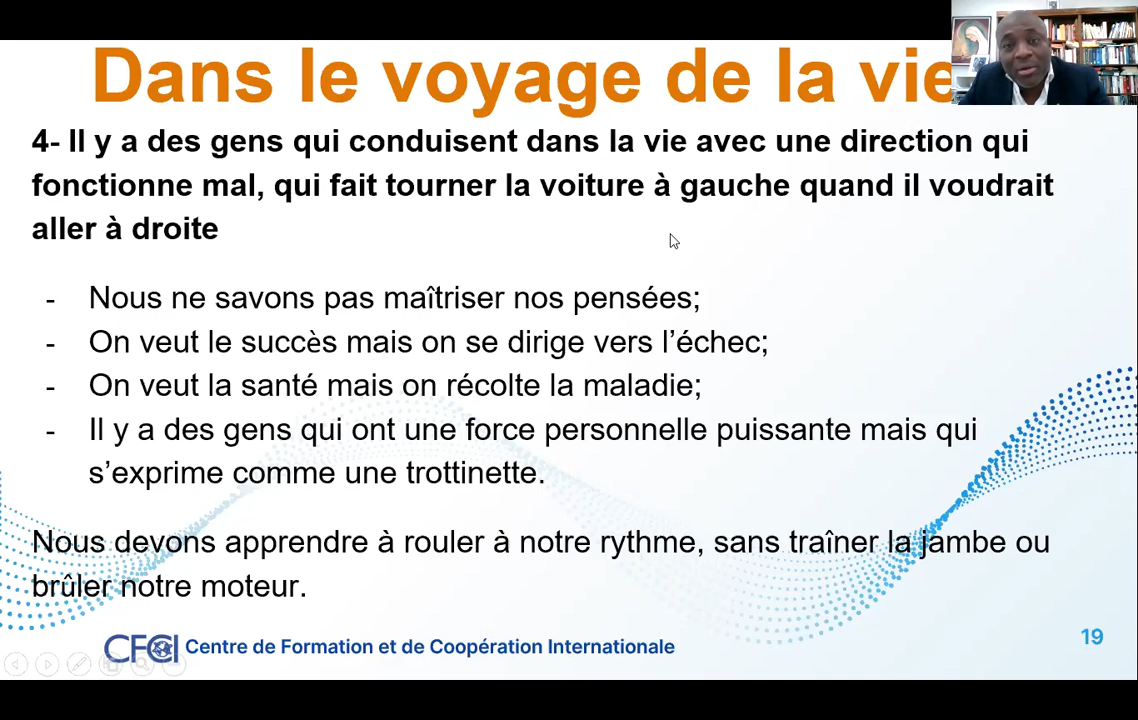 Dans le voyage de la vie
4- Il y a des gens qui conduisent dans la vie avec une direction qui
fonctionne mal, qui fait tourner la voiture à gauche quand il voudrait
aller à droite
- Nous ne savons pas maîtriser nos pensées;
- On veut le succès mais on se dirige vers l’échec;
- On veut la santé mais on récolte la maladie;
- Il y a des gens qui ont une force personnelle puissante mais qui
s’exprime comme une trottinette.
Nous devons apprendre à rouler à notre rythme, sans traîner la jambe ou
brûler notre moteur.
CFCI Centre de Formation et de Coopération Internationale
19